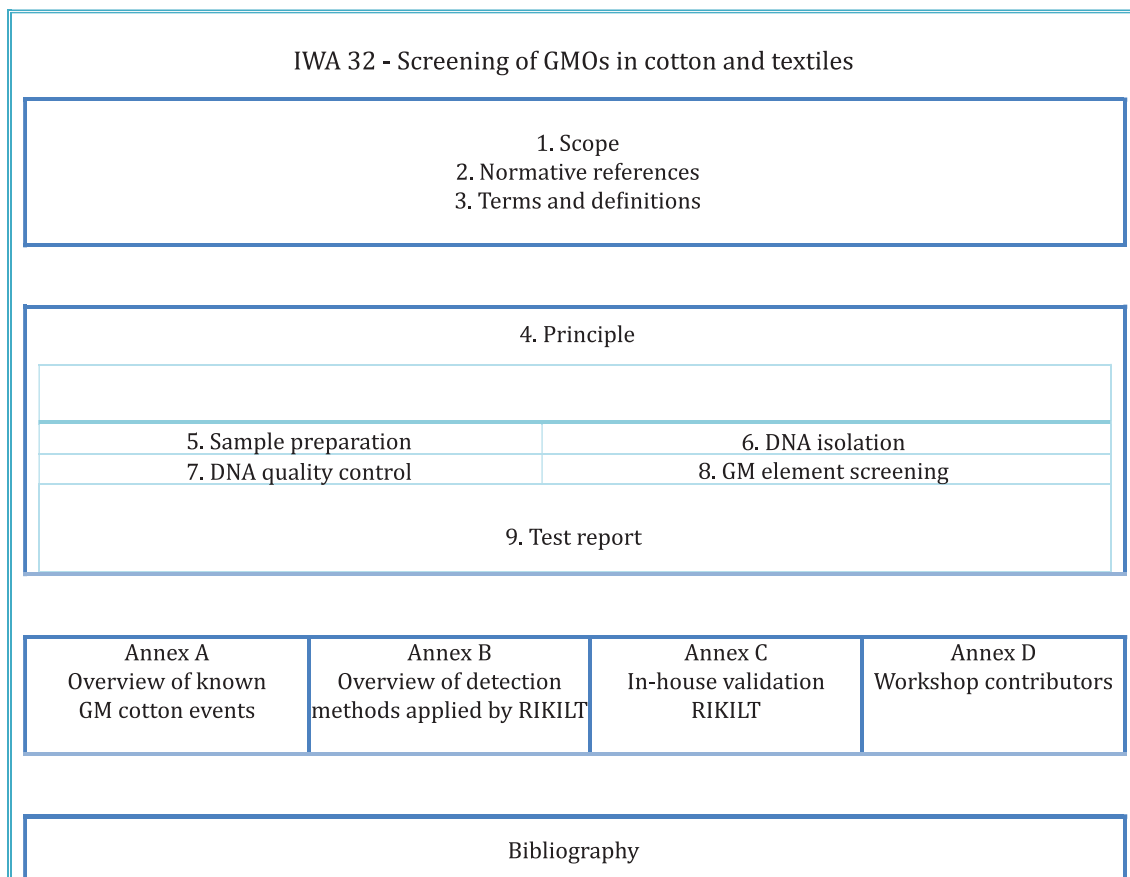 IWA 32 - Screening of GMOs in cotton and textiles
1. Scope
2. Normative references
3. Terms and definitions
4. Principle
5. Sample preparation
6. DNA isolation
7. DNA quality control
8. GM element screening
9. Test report
Annex A
Overview of known
GM cotton events
Annex B
Overview of detection
methods applied by RIKILT
Annex C
In-house validation
RIKILT
Annex D
Workshop contributors
Bibliography